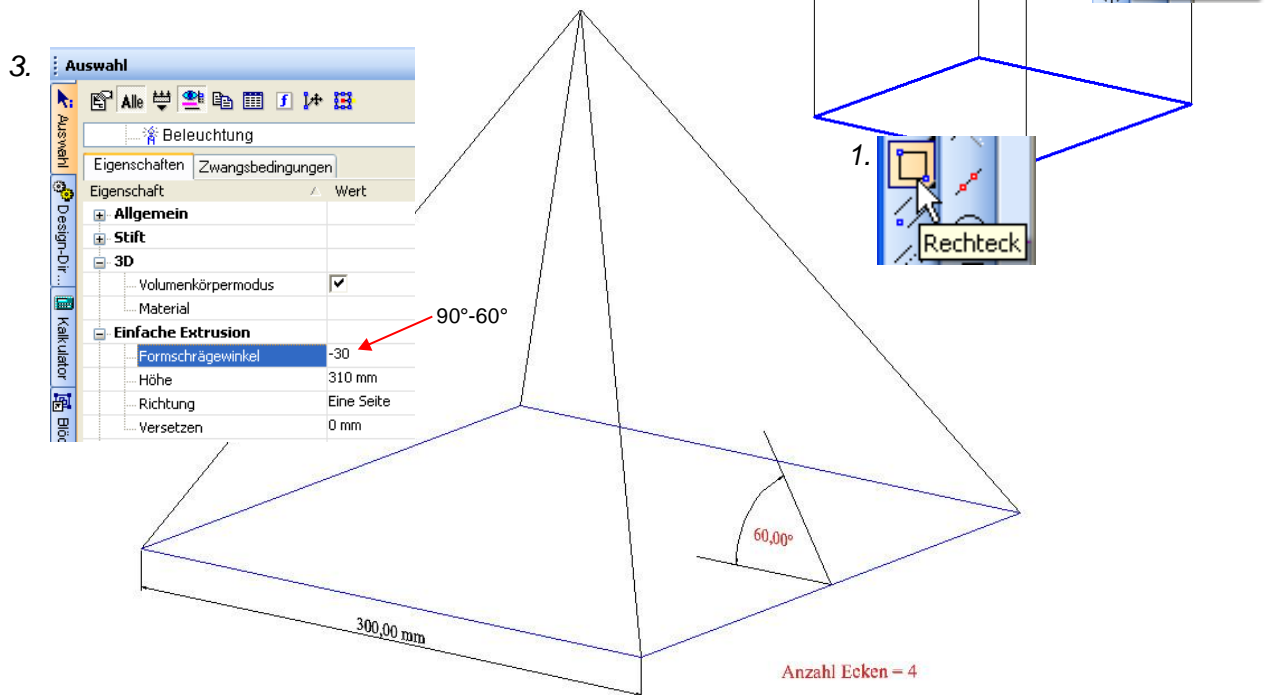 3.
Auswahl
Alle
Beleuchtung
Eigenschaften Zwangsbedingungen
Eigenschaft Wert
Allgemein
Stift
3D
Volumenkörpermodus
Material
Einfache Extrusion
Formschrägewinkel -30
Höhe 310 mm
Richtung Eine Seite
Versetzen 0 mm
Auswahl
Design-Dir...
Kalkulator
90°-60°
1.
Rechteck
60,00°
300,00 mm
Anzahl Ecken = 4